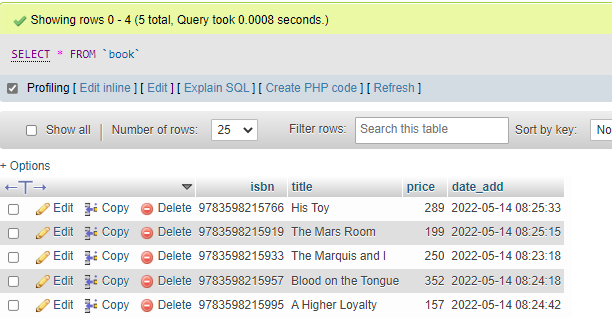 Showing rows 0 - 4 (5 total, Query took 0.0008 seconds.)
SELECT * FROM `book`
Profiling [ Edit inline ] [ Edit ] [ Explain SQL ] [ Create PHP code ] [ Refresh ]
Show all Number of rows: 25 Filter rows: Search this table Sort by key: No
+ Options
←T→ isbn title price date_add
Edit Copy Delete 9783598215766 His Toy 289 2022-05-14 08:25:33
Edit Copy Delete 9783598215919 The Mars Room 199 2022-05-14 08:25:15
Edit Copy Delete 9783598215933 The Marquis and I 250 2022-05-14 08:23:18
Edit Copy Delete 9783598215957 Blood on the Tongue 352 2022-05-14 08:24:18
Edit Copy Delete 9783598215995 A Higher Loyalty 157 2022-05-14 08:24:42